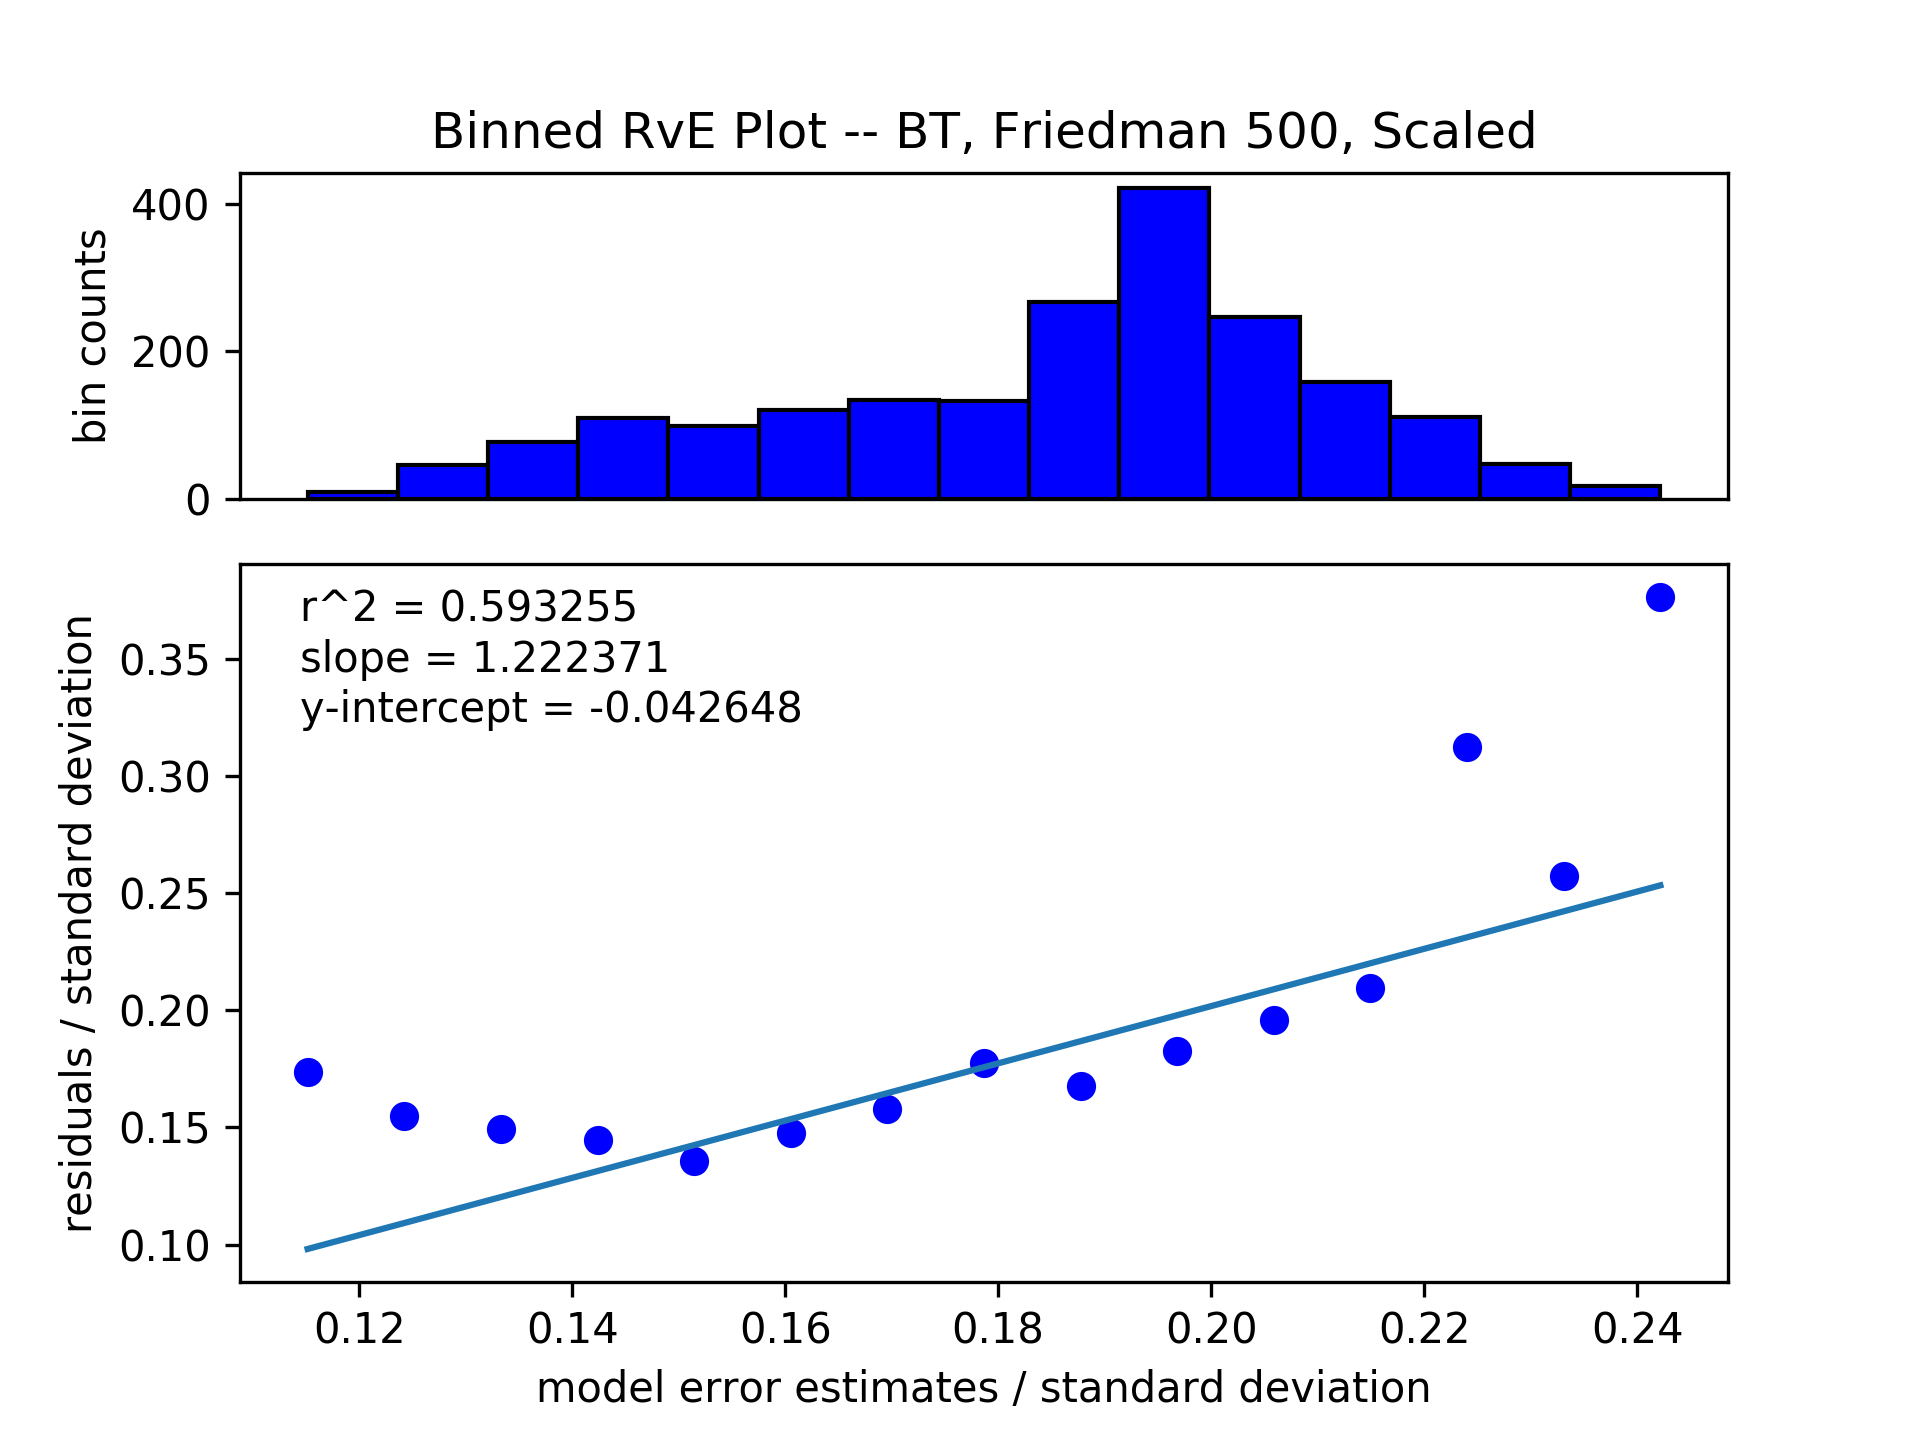 Binned RvE Plot -- BT, Friedman 500, Scaled
400
200
0
bin counts
r^2 = 0.593255
slope = 1.222371
y-intercept = -0.042648
0.35
0.30
0.25
0.20
0.15
0.10
residuals / standard deviation
0.12 0.14 0.16 0.18 0.20 0.22 0.24
model error estimates / standard deviation